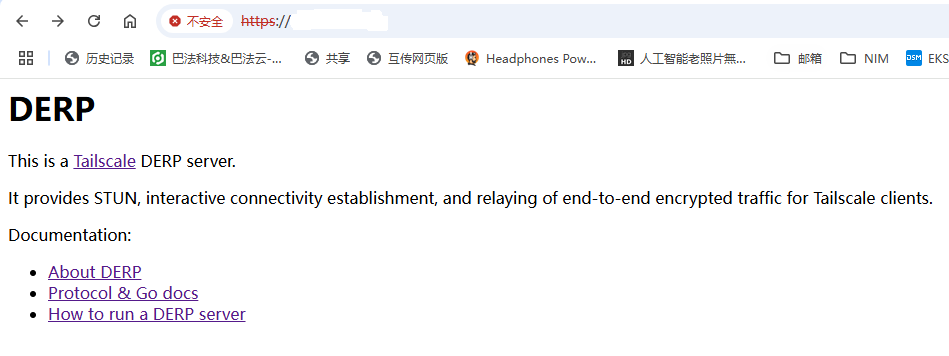 不安全 https://
历史记录 巴法科技&巴法云-... 共享 互传网页版 Headphones Pow... HD 人工智能老照片無... 邮箱 NIM DSM EKS
DERP
This is a Tailscale DERP server.
It provides STUN, interactive connectivity establishment, and relaying of end-to-end encrypted traffic for Tailscale clients.
Documentation:
• About DERP
• Protocol & Go docs
• How to run a DERP server